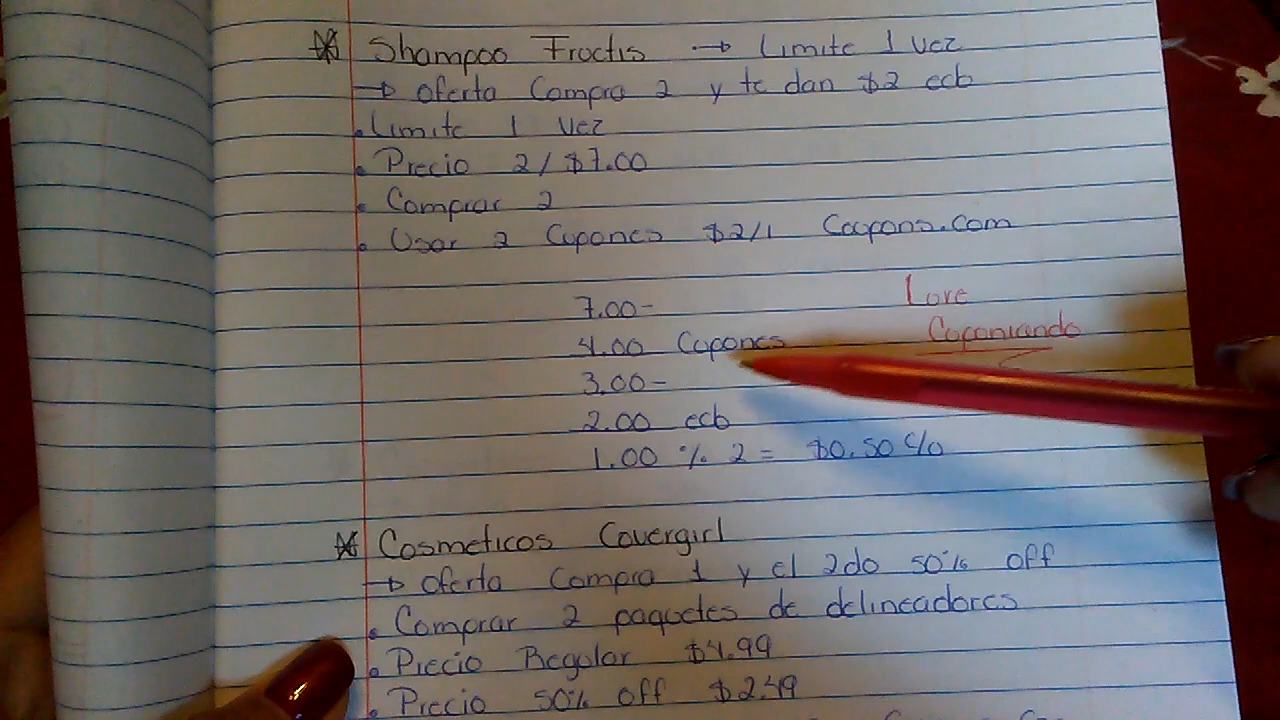 Shampoo Fructis → Limite 1 vez
→ oferta Compra 2 y te dan $2 ecb
• Limite 1 vez
• Precio 2/$7.00
• Comprar 2
• Usar 2 Cupones $2/1 Coupons.com
7.00-
Love
4.00 Cupones
Coponiando
3.00-
2.00 ecb
1.00 % 2 = $0.50 c/o
Cosmeticos Covergirl
→ oferta Compra 1 y el 2do 50% off
• Comprar 2 paquetes de delineadores
• Precio Regular $4.99
• Precio 50% off $2.49